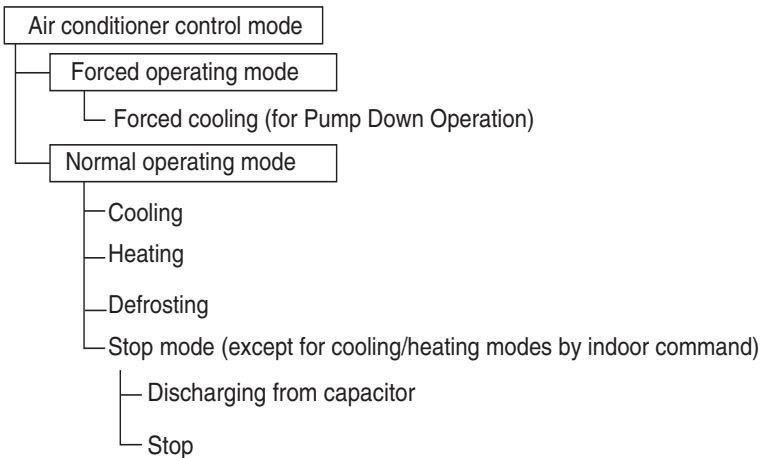 Air conditioner control mode
Forced operating mode
Forced cooling (for Pump Down Operation)
Normal operating mode
Cooling
Heating
Defrosting
Stop mode (except for cooling/heating modes by indoor command)
Discharging from capacitor
Stop